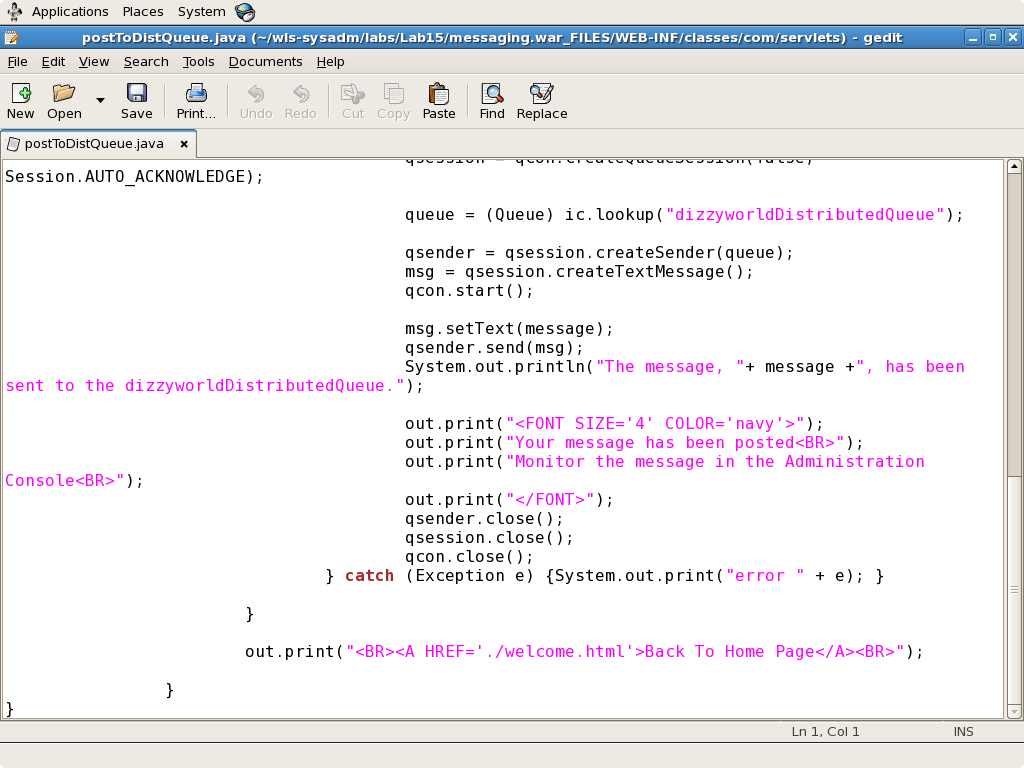 Applications Places System
postToDistQueue.java (~/wls-sysadm/labs/Lab15/messaging.war_FILES/WEB-INF/classes/com/servlets) - gedit
File Edit View Search Tools Documents Help
New Open Save Print... Undo Redo Cut Copy Paste Find Replace
postToDistQueue.java
qsession = qcon.createQueueSession(false,
Session.AUTO_ACKNOWLEDGE);
queue = (Queue) ic.lookup("dizzyworldDistributedQueue");
qsender = qsession.createSender(queue);
msg = qsession.createTextMessage();
qcon.start();
msg.setText(message);
qsender.send(msg);
System.out.println("The message, "+ message +", has been
sent to the dizzyworldDistributedQueue.");
out.print("<FONT SIZE='4' COLOR='navy'>");
out.print("Your message has been posted<BR>");
out.print("Monitor the message in the Administration
Console<BR>");
out.print("</FONT>");
qsender.close();
qsession.close();
qcon.close();
} catch (Exception e) {System.out.print("error " + e); }
}
out.print("<BR><A HREF='./welcome.html'>Back To Home Page</A><BR>");
}
}
Ln 1, Col 1 INS